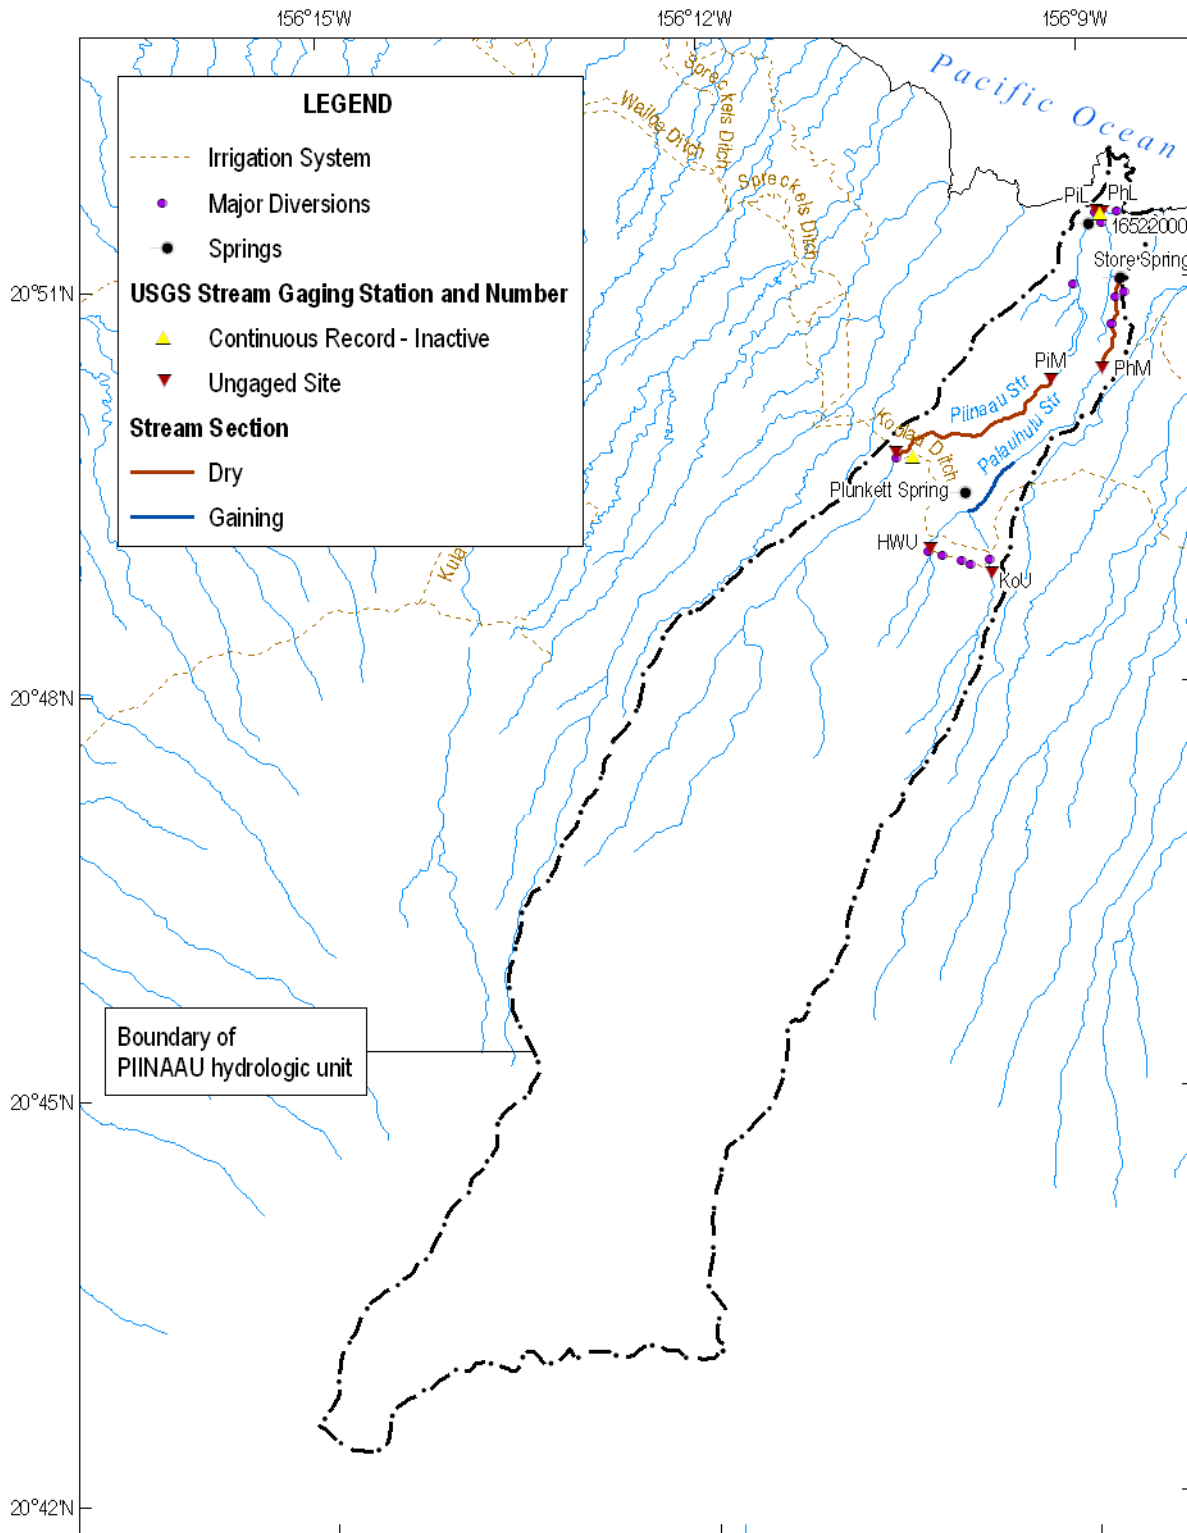 156°15'W
156°12'W
156°9'W
Pacific Ocean
LEGEND
Irrigation System
Major Diversions
Springs
USGS Stream Gaging Station and Number
Continuous Record - Inactive
Ungaged Site
Stream Section
Dry
Gaining
Spreckels Ditch
Wailoa Ditch
Spreckels Ditch
PiL
PhL
16522000
Store Spring
20°51'N
PiM
PhM
Piinaau Str
Koolau Ditch
Palauhulu Str
Plunkett Spring
HWU
KoU
Kula
20°48'N
Boundary of
PIINAAU hydrologic unit
20°45'N
20°42'N